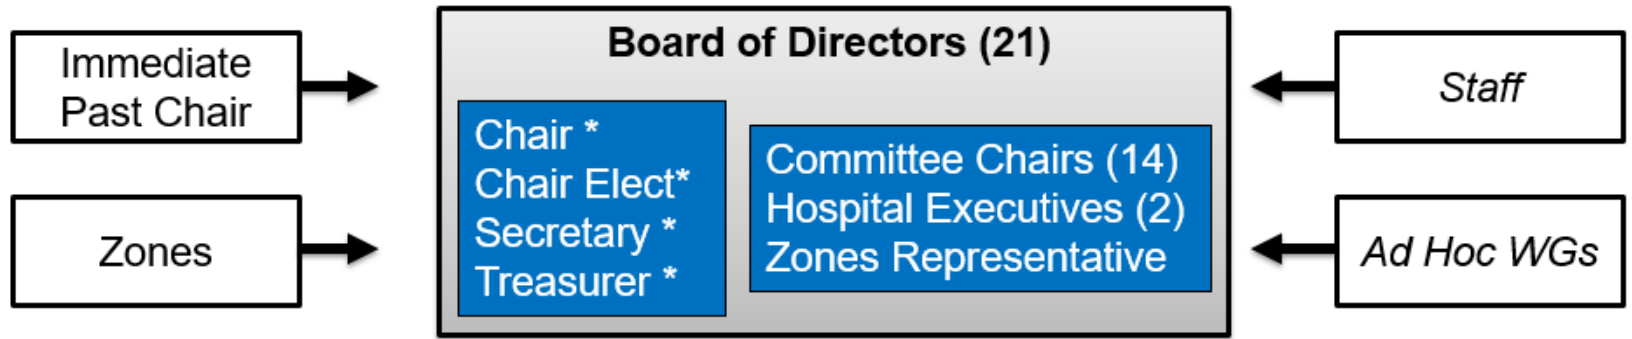 Immediate
Past Chair
Zones
Board of Directors (21)
Chair *
Chair Elect*
Secretary *
Treasurer *
Committee Chairs (14)
Hospital Executives (2)
Zones Representative
Staff
Ad Hoc WGs